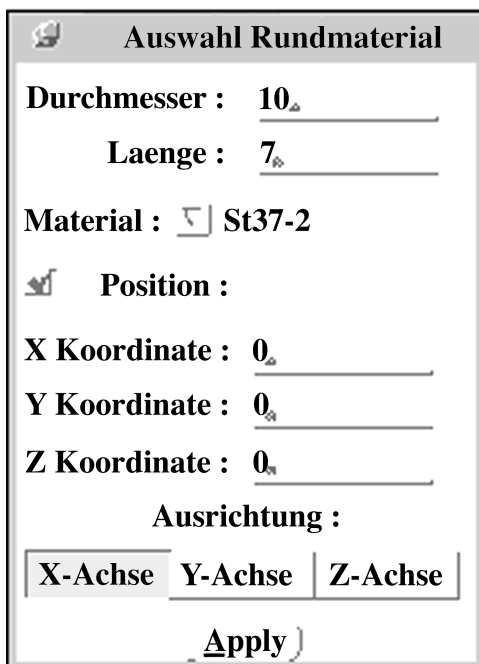 Auswahl Rundmaterial
Durchmesser : 10
Laenge : 7
Material : St37-2
Position :
X Koordinate : 0
Y Koordinate : 0
Z Koordinate : 0
Ausrichtung :
X-Achse Y-Achse Z-Achse
Apply